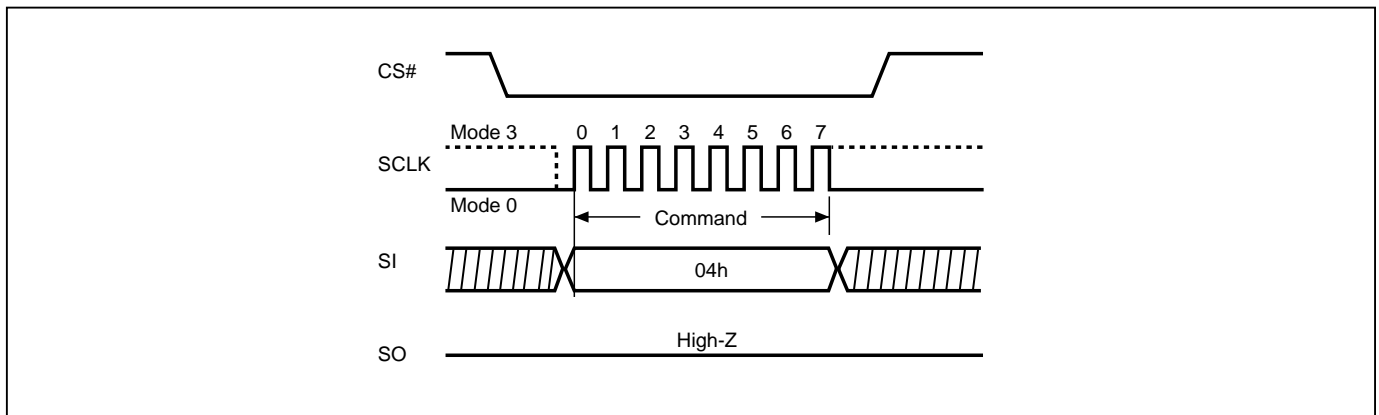 CS#
Mode 3
0 1 2 3 4 5 6 7
SCLK
Mode 0
Command
SI
04h
High-Z
SO